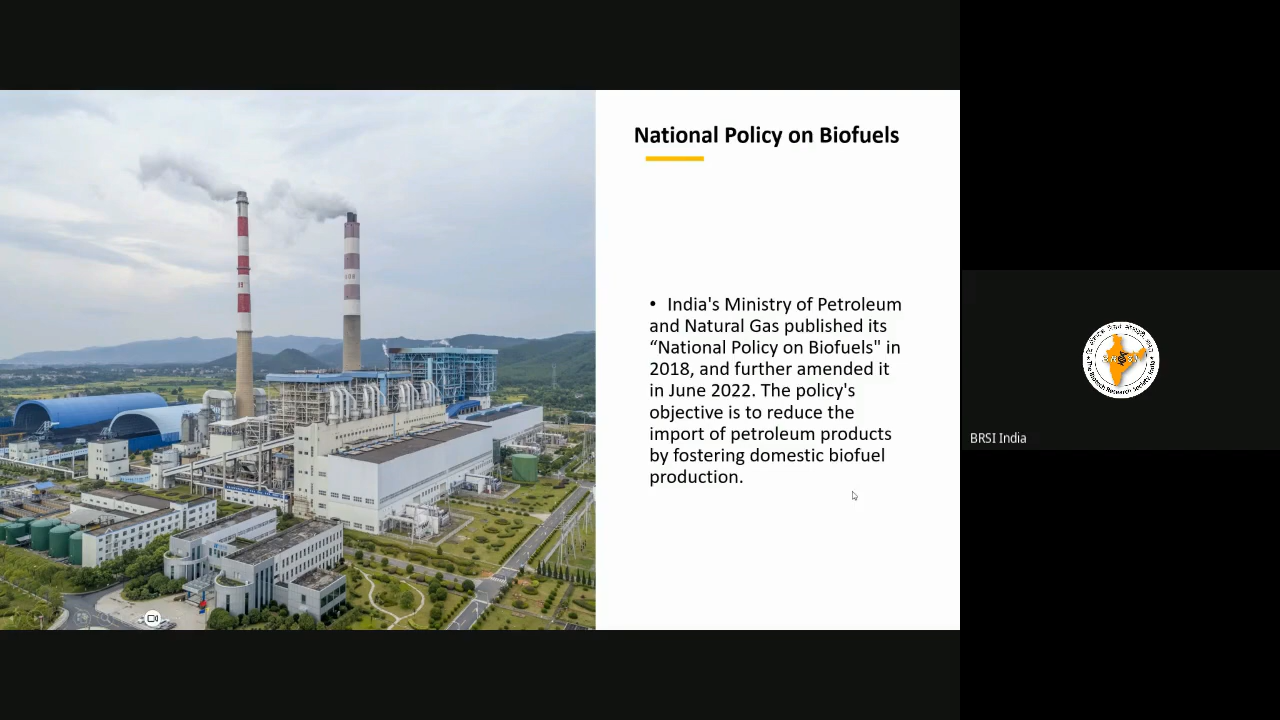 National Policy on Biofuels
• India's Ministry of Petroleum
and Natural Gas published its
“National Policy on Biofuels" in
2018, and further amended it
in June 2022. The policy's
objective is to reduce the
import of petroleum products
by fostering domestic biofuel
production.
BRSI India